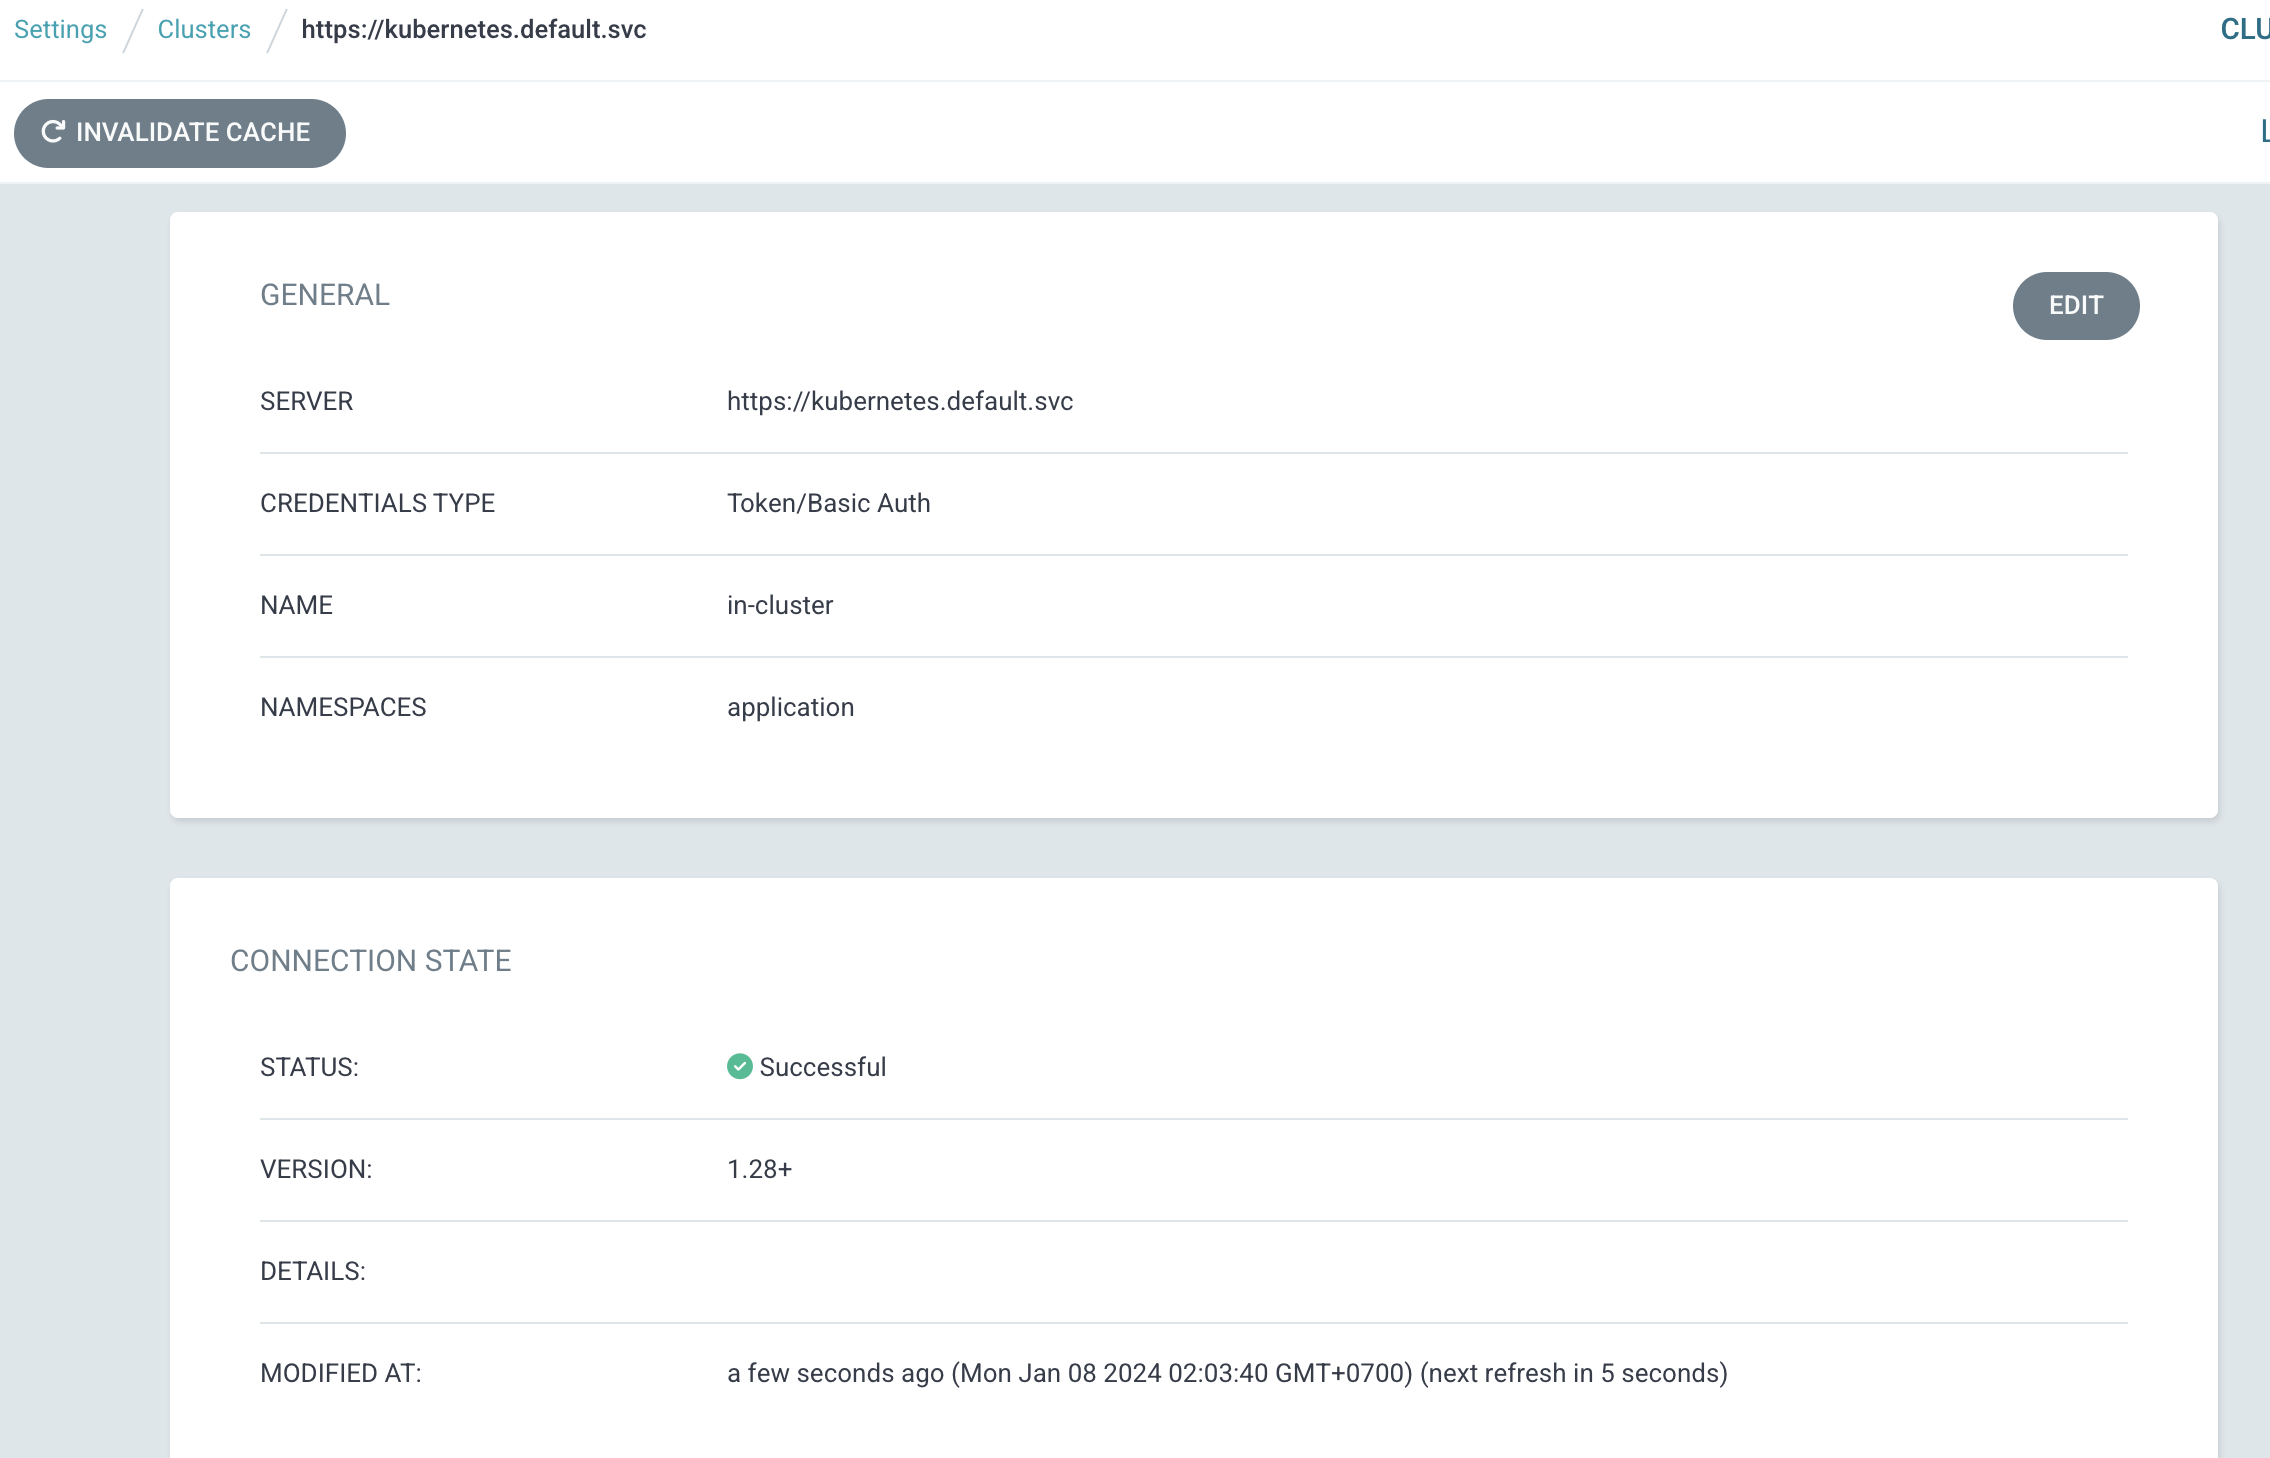 Settings / Clusters / https://kubernetes.default.svc
CLU
INVALIDATE CACHE
L
GENERAL
EDIT
SERVER https://kubernetes.default.svc
CREDENTIALS TYPE Token/Basic Auth
NAME in-cluster
NAMESPACES application
CONNECTION STATE
STATUS: Successful
VERSION: 1.28+
DETAILS:
MODIFIED AT: a few seconds ago (Mon Jan 08 2024 02:03:40 GMT+0700) (next refresh in 5 seconds)